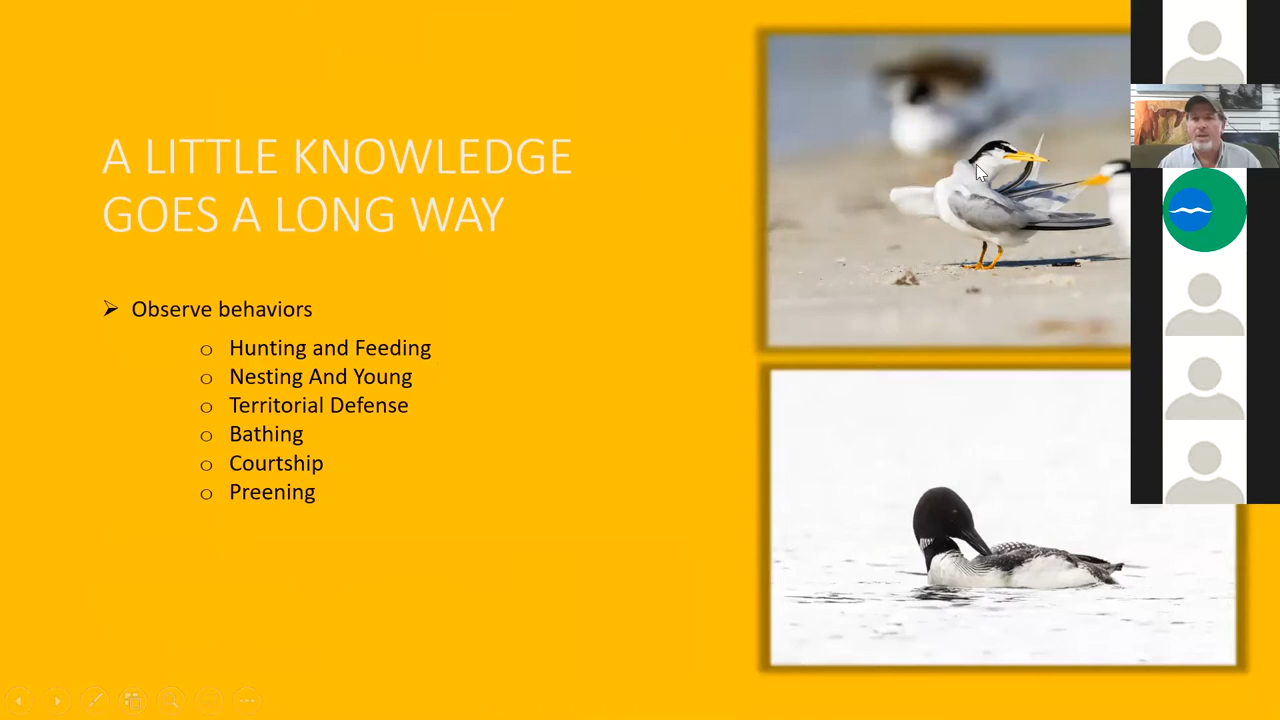 A LITTLE KNOWLEDGE
GOES A LONG WAY
Observe behaviors
Hunting and Feeding
Nesting And Young
Territorial Defense
Bathing
Courtship
Preening